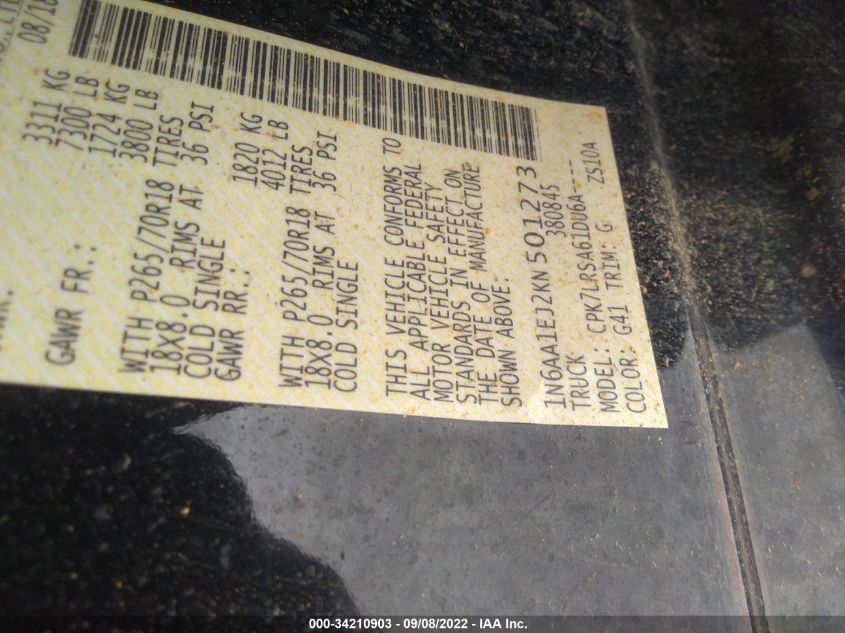 08/18
3311 KG
7300 LB
GAWR FR.: 1724 KG
3800 LB
WITH P265/70R18 TIRES
18X8.0 RIMS AT 36 PSI
COLD SINGLE
GAWR RR.: 1820 KG
4012 LB
WITH P265/70R18 TIRES
18X8.0 RIMS AT 36 PSI
COLD SINGLE
THIS VEHICLE CONFORMS TO
ALL APPLICABLE FEDERAL
MOTOR VEHICLE SAFETY
STANDARDS IN EFFECT ON
THE DATE OF MANUFACTURE
SHOWN ABOVE.
1N6AA1EJ2KN501273
TRUCK 380845
MODEL: CPK7LRSA61DU6A----
COLOR: G41 TRIM: G ZS10A
000-34210903 - 09/08/2022 - IAA Inc.